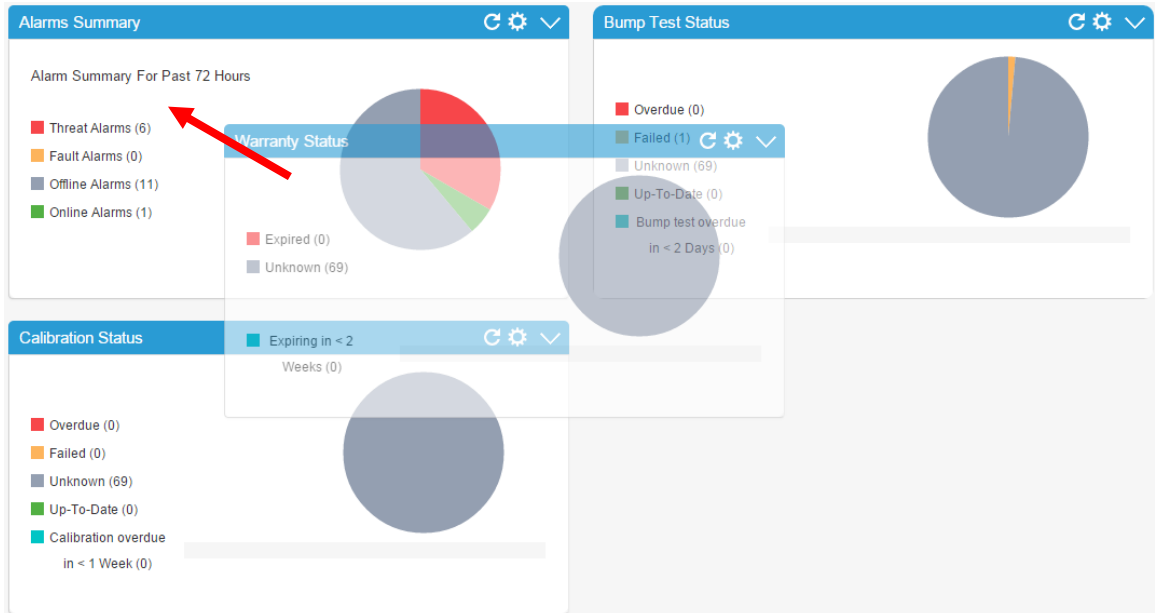 Alarms Summary
Alarm Summary For Past 72 Hours
Threat Alarms (6)
Fault Alarms (0)
Offline Alarms (11)
Online Alarms (1)
Bump Test Status
Overdue (0)
Failed (1)
Unknown (69)
Up-To-Date (0)
Bump test overdue
in < 2 Days (0)
Warranty Status
Expired (0)
Unknown (69)
Expiring in < 2
Weeks (0)
Calibration Status
Overdue (0)
Failed (0)
Unknown (69)
Up-To-Date (0)
Calibration overdue
in < 1 Week (0)